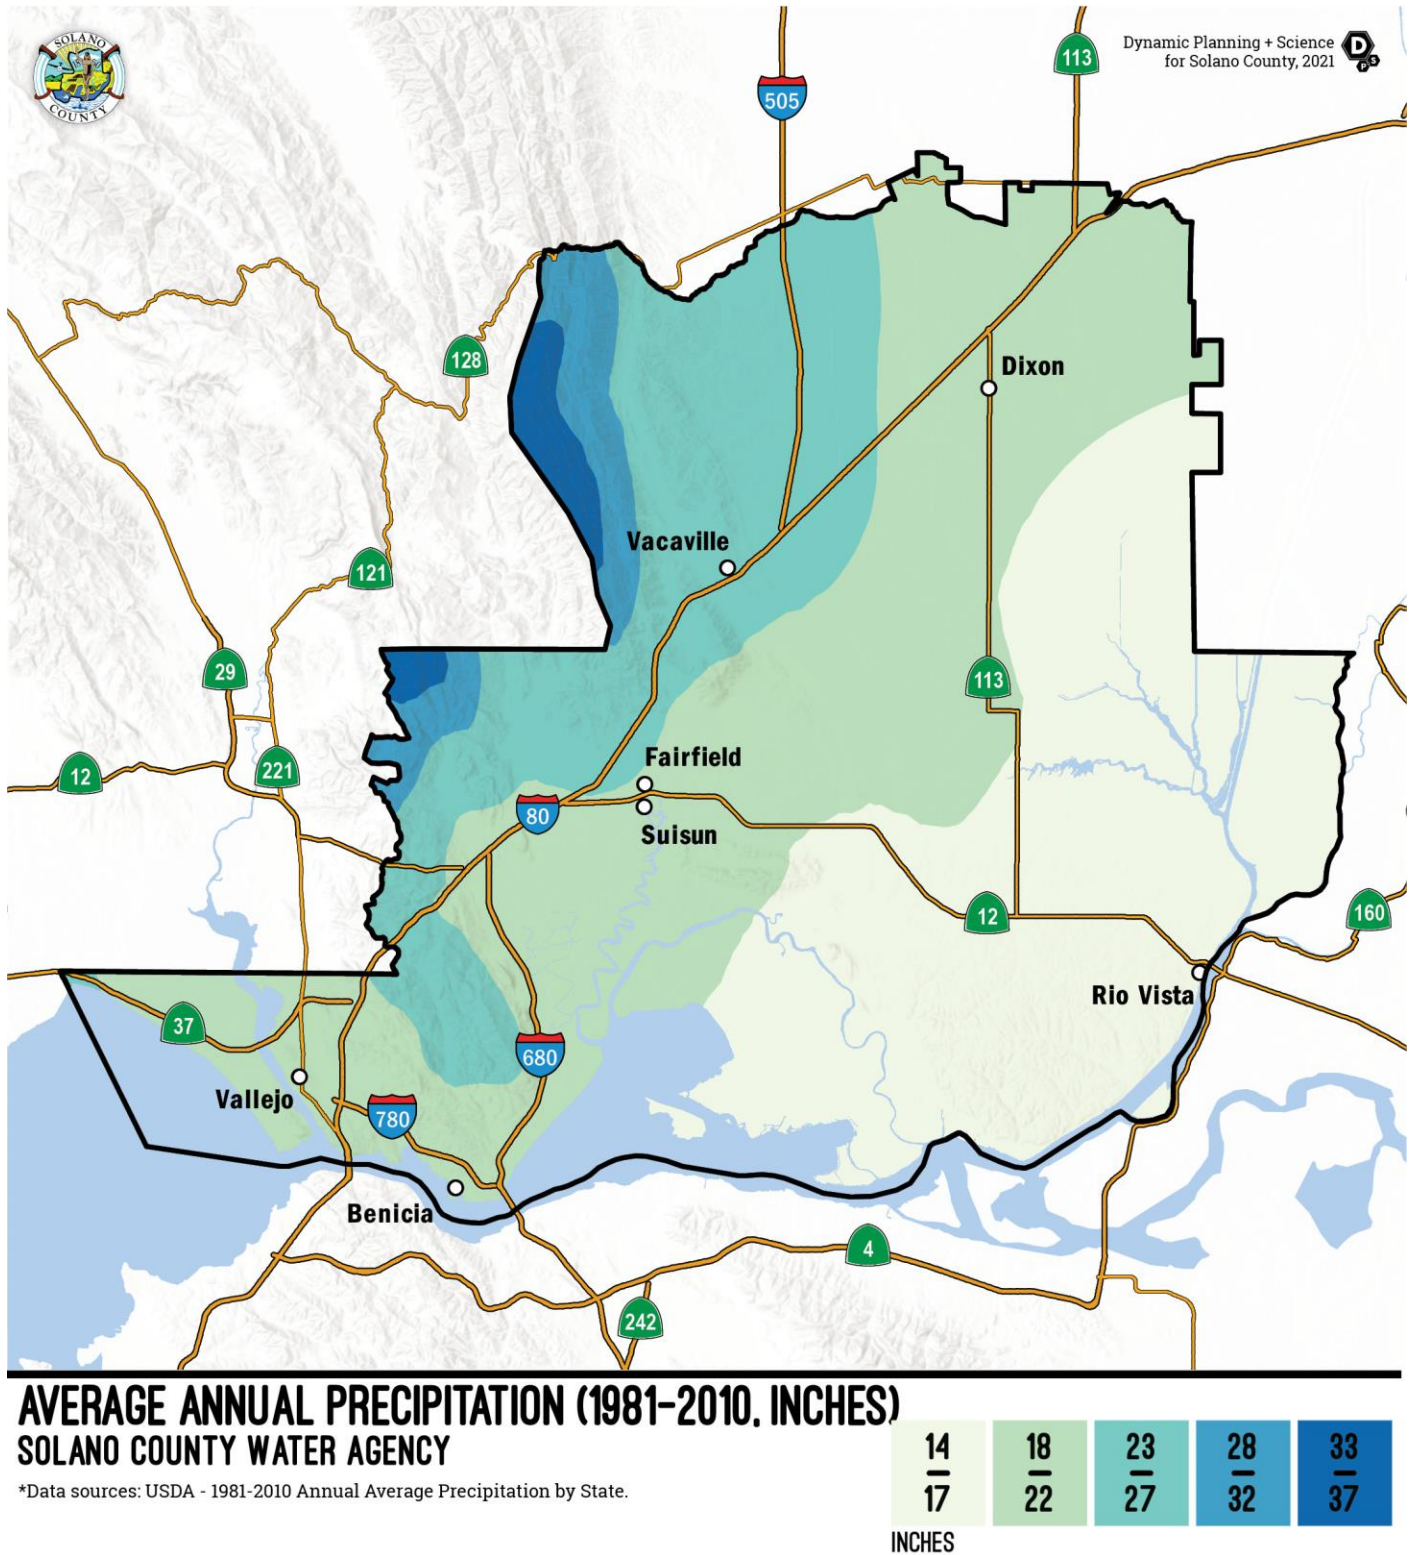 SOLANO
COUNTY
Dynamic Planning + Science
for Solano County, 2021
D
P S
113
505
128
Dixon
Vacaville
121
29
113
12
221
Fairfield
80
Suisun
12
160
Rio Vista
37
680
Vallejo
780
Benicia
4
242
AVERAGE ANNUAL PRECIPITATION (1981-2010, INCHES)
SOLANO COUNTY WATER AGENCY
*Data sources: USDA - 1981-2010 Annual Average Precipitation by State.
14 18 23 28 33
17 22 27 32 37
INCHES